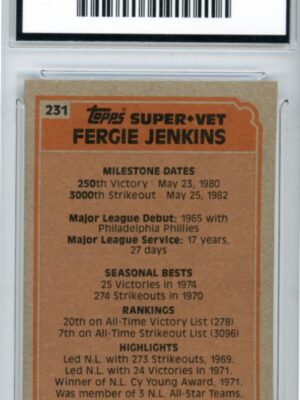 231
Topps SUPER★VET
FERGIE JENKINS
MILESTONE DATES
250th Victory May 23, 1980
3000th Strikeout May 25, 1982
Major League Debut: 1965 with
Philadelphia Phillies
Major League Service: 17 years,
27 days
SEASONAL BESTS
25 Victories in 1974
274 Strikeouts in 1970
RANKINGS
20th on All-Time Victory List (278)
7th on All-Time Strikeout List (3096)
HIGHLIGHTS
Led N.L. with 273 Strikeouts, 1969.
Led N.L. with 24 Victories in 1971.
Winner of N.L. Cy Young Award, 1971.
Was member of 3 N.L. All-Star Teams